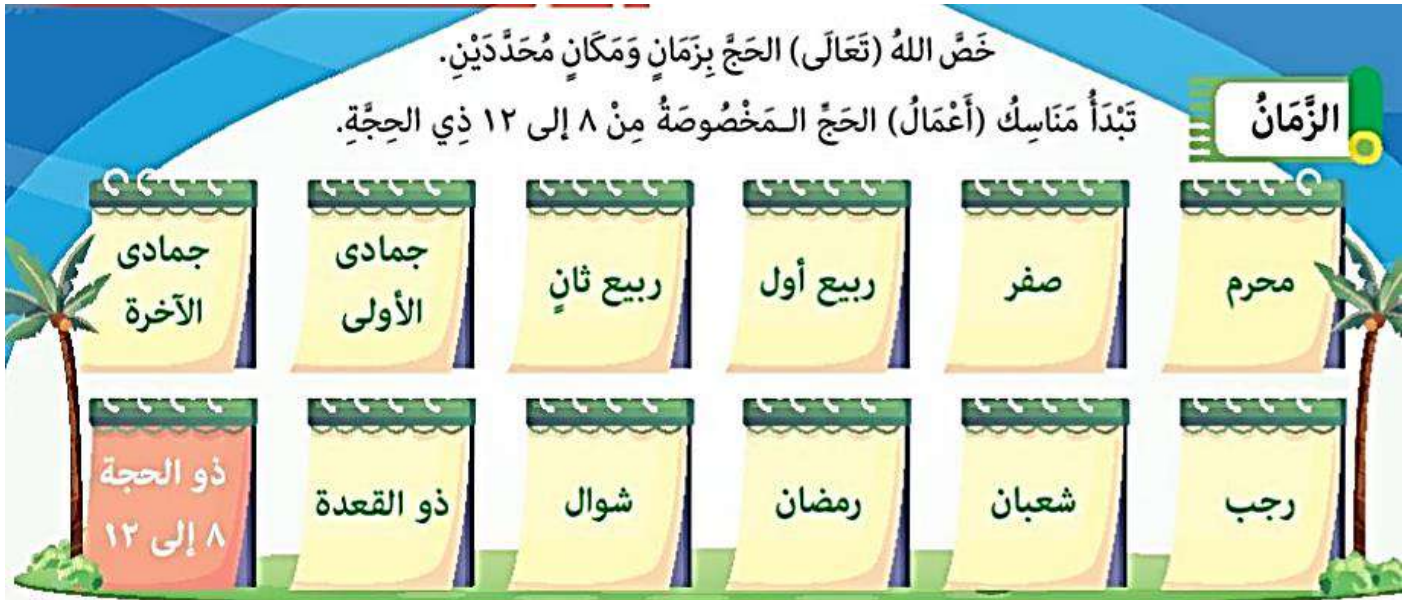 خَصَّ اللهُ (تَعَالَى) الحَجَّ بِزَمَانٍ وَمَكَانٍ مُحَدَّدَيْنِ.
الزَّمَانُ
تَبْدَأُ مَنَاسِكُ (أَعْمَالُ) الحَجِّ الـمَخْصُوصَةُ مِنْ ٨ إلى ١٢ ذِي الحِجَّةِ.
محرم
صفر
ربيع أول
ربيع ثانٍ
جمادى
الأولى
جمادى
الآخرة
رجب
شعبان
رمضان
شوال
ذو القعدة
ذو الحجة
٨ إلى ١٢